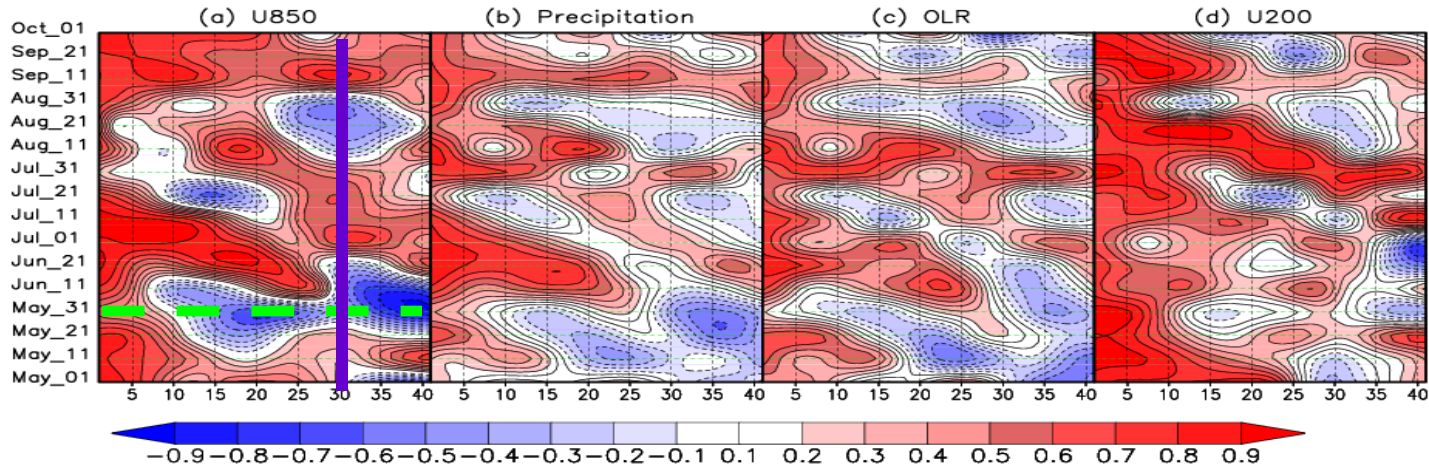 (a) U850 (b) Precipitation (c) OLR (d) U200
Oct_01
Sep_21
Sep_11
Aug_31
Aug_21
Aug_11
Jul_31
Jul_21
Jul_11
Jul_01
Jun_21
Jun_11
May_31
May_21
May_11
May_01
5 10 15 20 25 30 35 40 5 10 15 20 25 30 35 40 5 10 15 20 25 30 35 40 5 10 15 20 25 30 35 40
-0.9 -0.8 -0.7 -0.6 -0.5 -0.4 -0.3 -0.2 -0.1 0.1 0.2 0.3 0.4 0.5 0.6 0.7 0.8 0.9